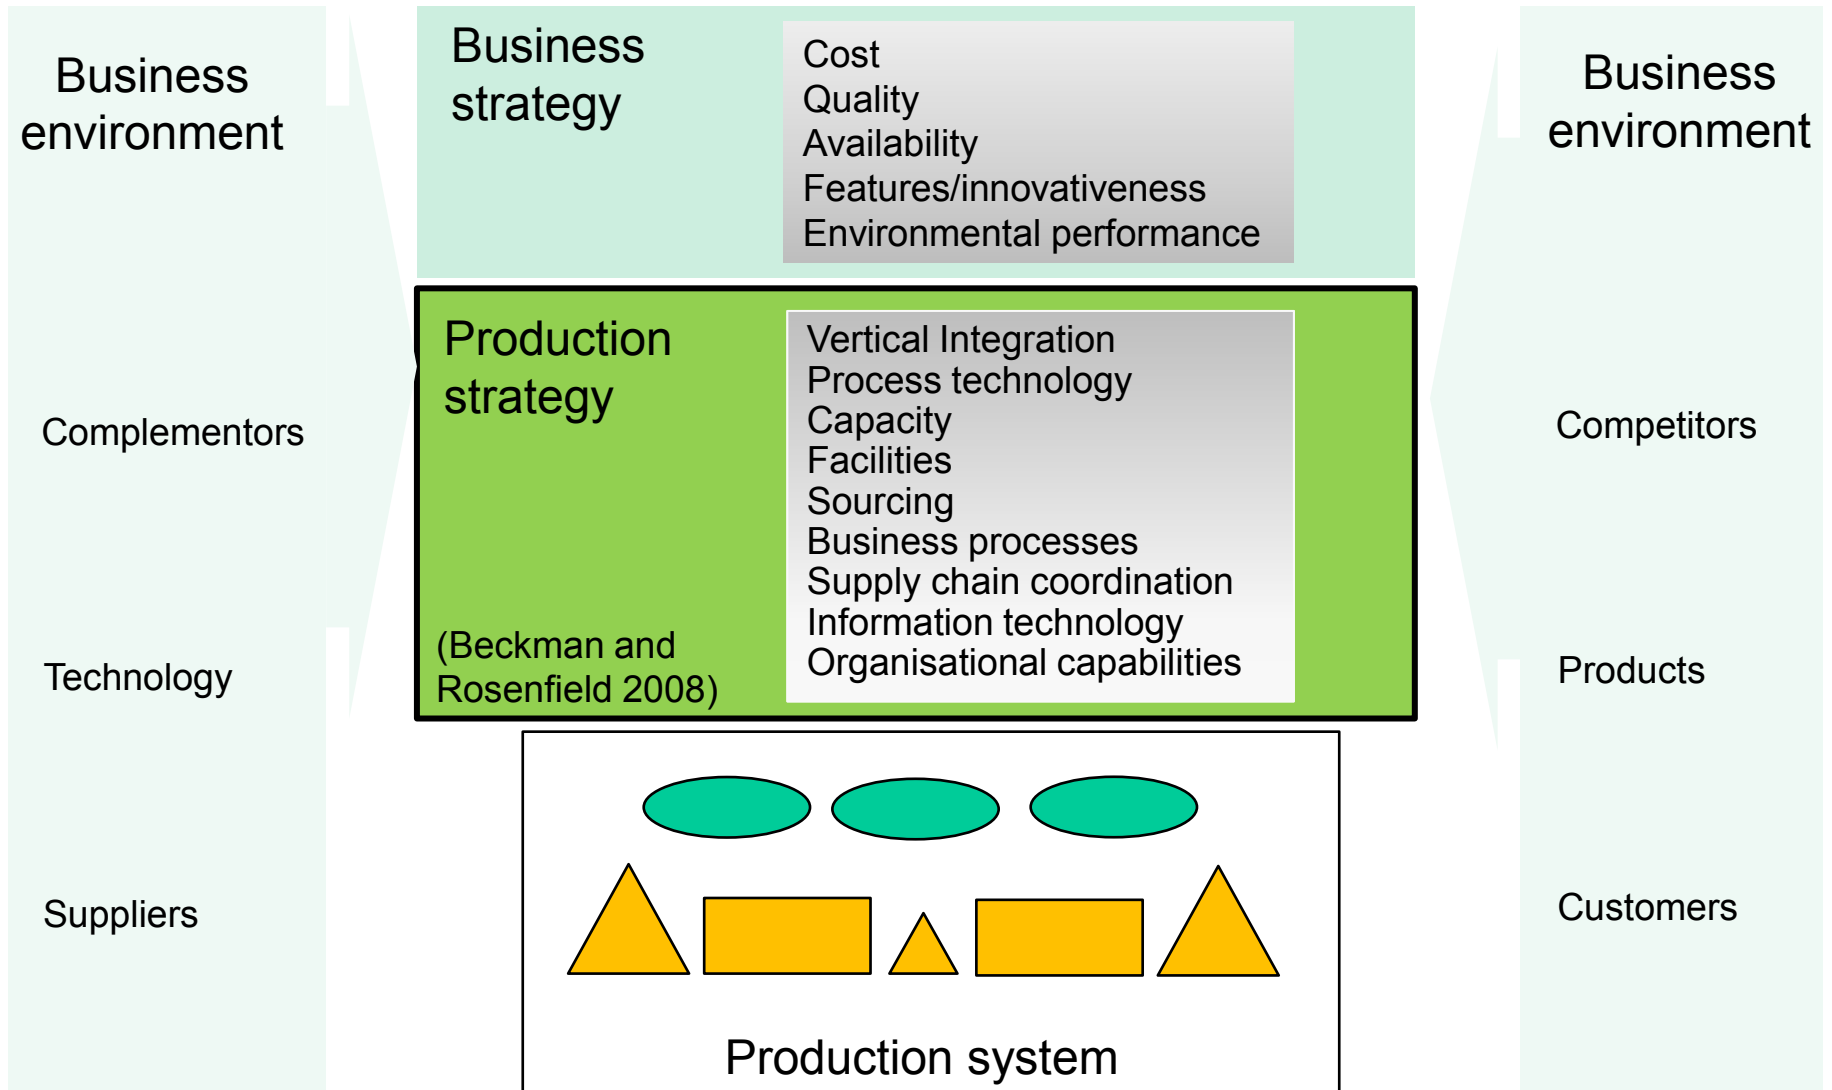 Business
environment
Complementors
Technology
Suppliers
Business
strategy
Cost
Quality
Availability
Features/innovativeness
Environmental performance
Production
strategy
(Beckman and
Rosenfield 2008)
Vertical Integration
Process technology
Capacity
Facilities
Sourcing
Business processes
Supply chain coordination
Information technology
Organisational capabilities
Production system
Business
environment
Competitors
Products
Customers